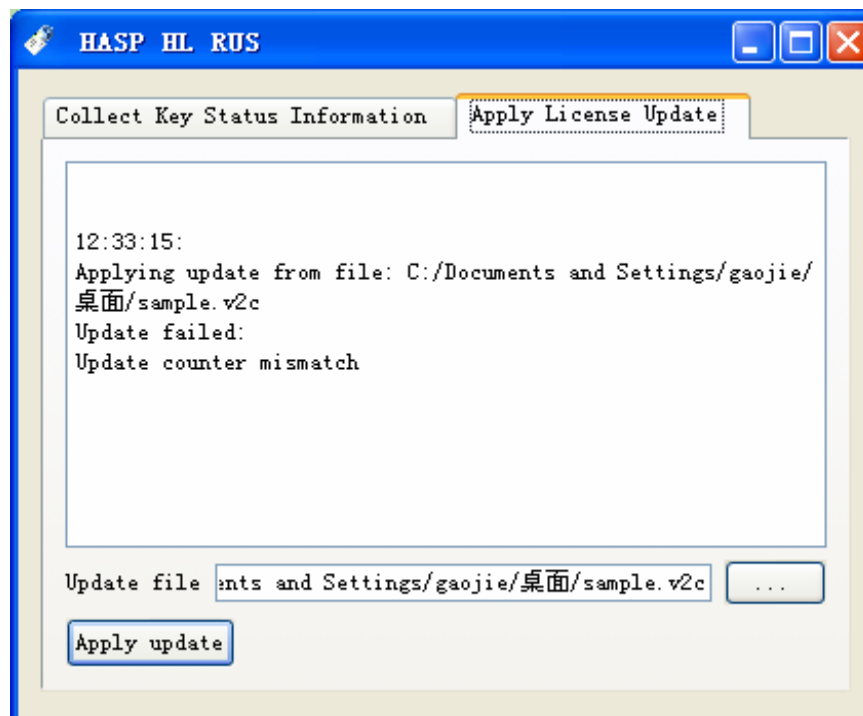 HASP HL RUS
Collect Key Status Information
Apply License Update
12:33:15:
Applying update from file: C:/Documents and Settings/gaojie/
桌面/sample.v2c
Update failed:
Update counter mismatch
Update file ents and Settings/gaojie/桌面/sample.v2c ...
Apply update